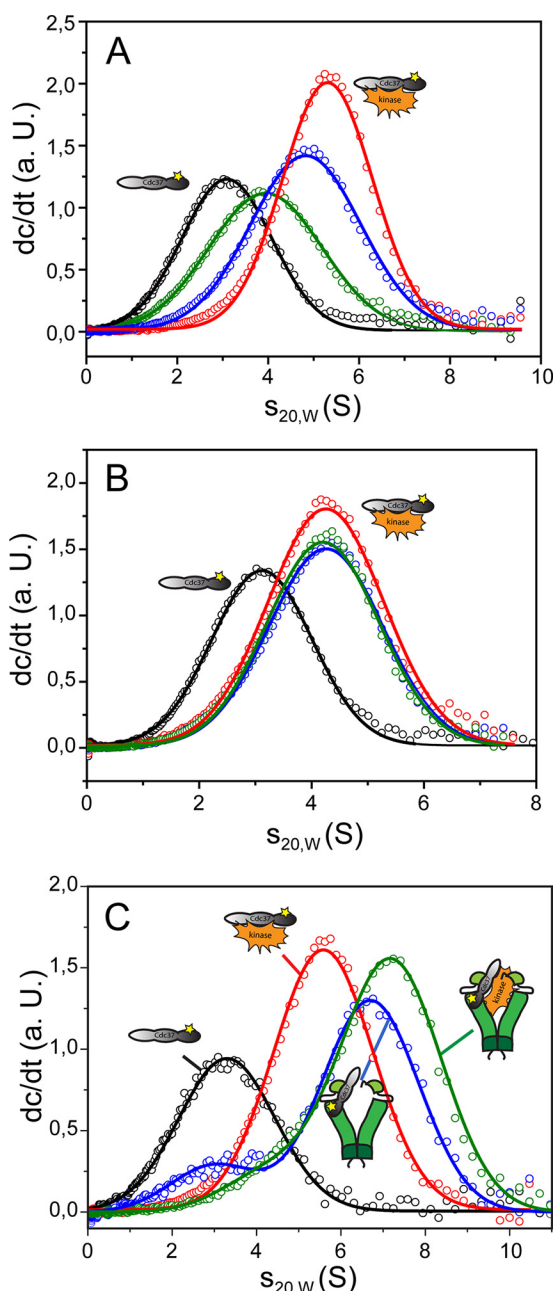 A
2,5
2,0
1,5
1,0
0,5
0,0
dc/dt (a. U.)
Cdc37
Cdc37
kinase
0 2 4 6 8 10
s20,W (S)
B
2,0
1,5
1,0
0,5
0,0
dc/dt (a. U.)
Cdc37
Cdc37
kinase
0 2 4 6 8
s20,W (S)
C
2,0
1,5
1,0
0,5
0,0
dc/dt (a. U.)
Cdc37
kinase
Cdc37
Cdc37
kinase
Cdc37
0 2 4 6 8 10
s20,W (S)